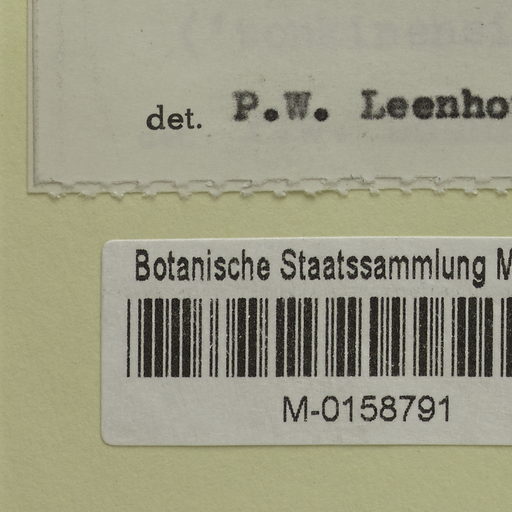 det. P.W. Leenho
Botanische Staatssammlung M
M-0158791